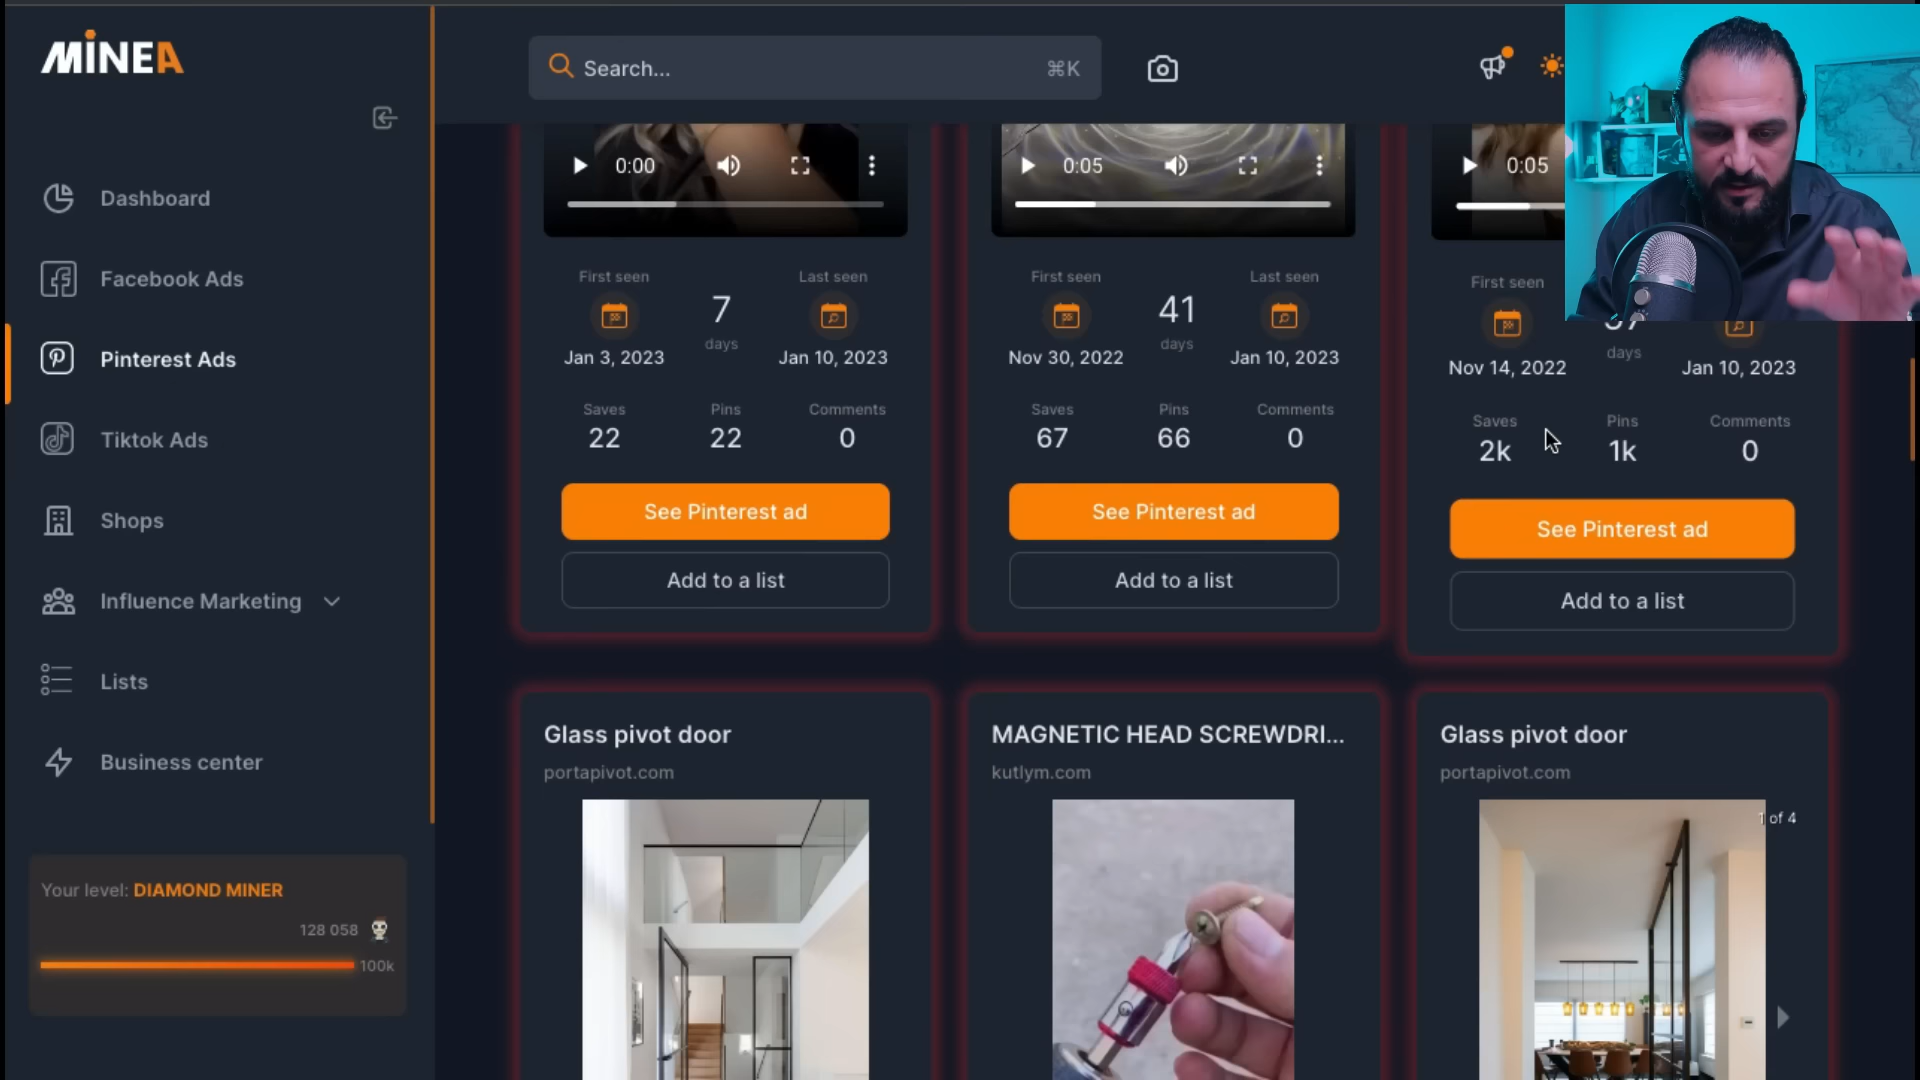 MINEA
Search...
⌘K
Dashboard
Facebook Ads
Pinterest Ads
Tiktok Ads
Shops
Influence Marketing
Lists
Business center
Your level: DIAMOND MINER
128 058
100k
0:00
First seen
Last seen
Jan 3, 2023
7
days
Jan 10, 2023
Saves
Pins
Comments
22
22
0
See Pinterest ad
Add to a list
0:05
First seen
Last seen
Nov 30, 2022
41
days
Jan 10, 2023
Saves
Pins
Comments
67
66
0
See Pinterest ad
Add to a list
0:05
First seen
Nov 14, 2022
days
Jan 10, 2023
Saves
Pins
Comments
2k
1k
0
See Pinterest ad
Add to a list
Glass pivot door
portapivot.com
MAGNETIC HEAD SCREWDRI...
kutlym.com
Glass pivot door
portapivot.com
1 of 4